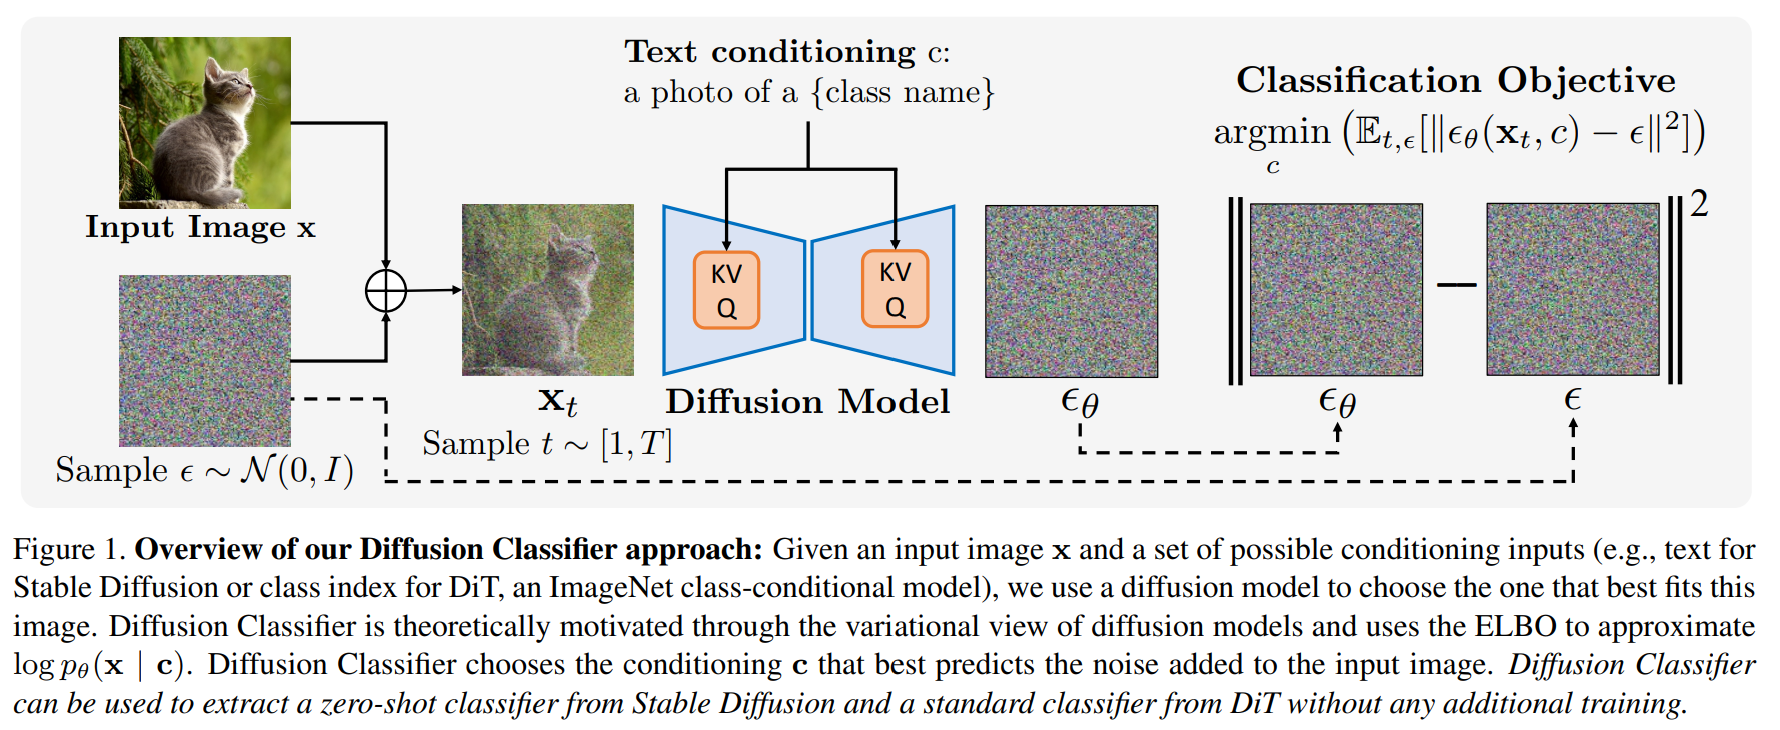 Text conditioning c:
a photo of a {class name}
Classification Objective
argmin_c (𝔼_{t,ϵ}[‖ϵ_θ(x_t, c) − ϵ‖²])
Input Image x
KV
Q
KV
Q
‖ − ‖²
x_t
Diffusion Model
ϵ_θ
ϵ_θ
ϵ
Sample t ∼ [1, T]
Sample ϵ ∼ 𝒩(0, I)
Figure 1. Overview of our Diffusion Classifier approach: Given an input image x and a set of possible conditioning inputs (e.g., text for
Stable Diffusion or class index for DiT, an ImageNet class-conditional model), we use a diffusion model to choose the one that best fits this
image. Diffusion Classifier is theoretically motivated through the variational view of diffusion models and uses the ELBO to approximate
log p_θ(x | c). Diffusion Classifier chooses the conditioning c that best predicts the noise added to the input image. Diffusion Classifier
can be used to extract a zero-shot classifier from Stable Diffusion and a standard classifier from DiT without any additional training.